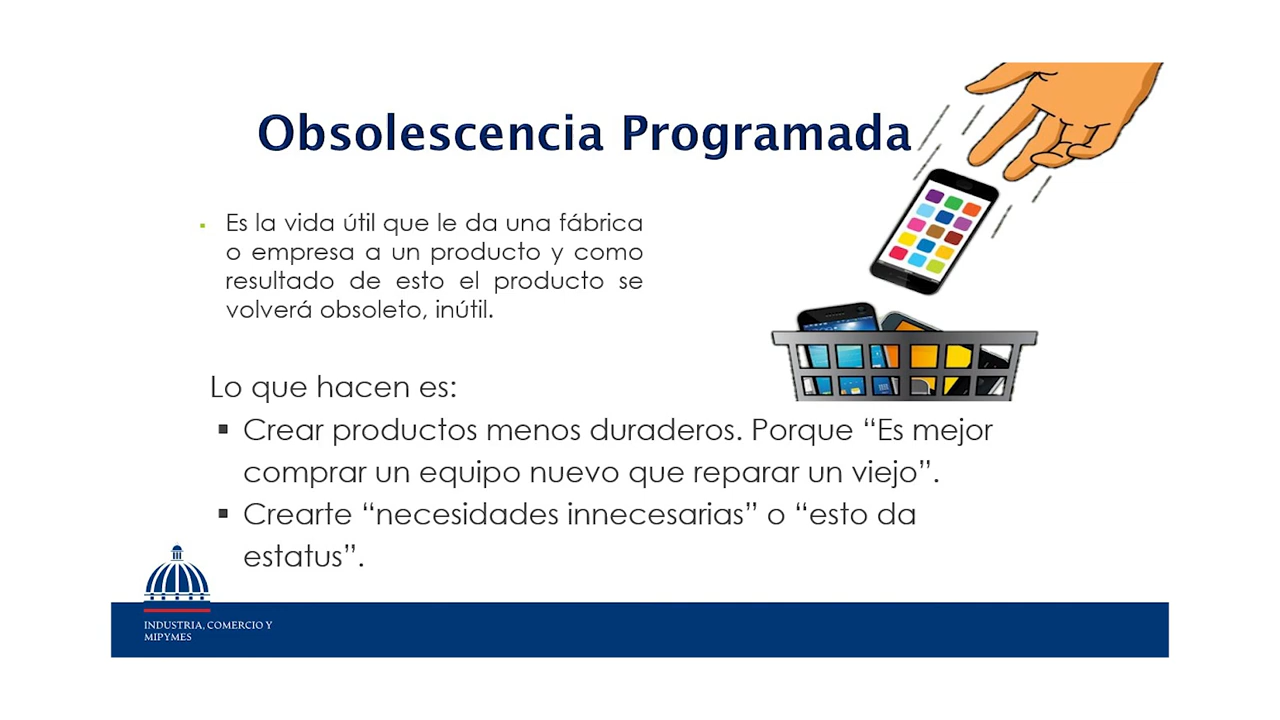 Obsolescencia Programada
▪ Es la vida útil que le da una fábrica
o empresa a un producto y como
resultado de esto el producto se
volverá obsoleto, inútil.
Lo que hacen es:
▪ Crear productos menos duraderos. Porque “Es mejor
comprar un equipo nuevo que reparar un viejo”.
▪ Crearte “necesidades innecesarias” o “esto da
estatus”.
INDUSTRIA, COMERCIO Y
MIPYMES